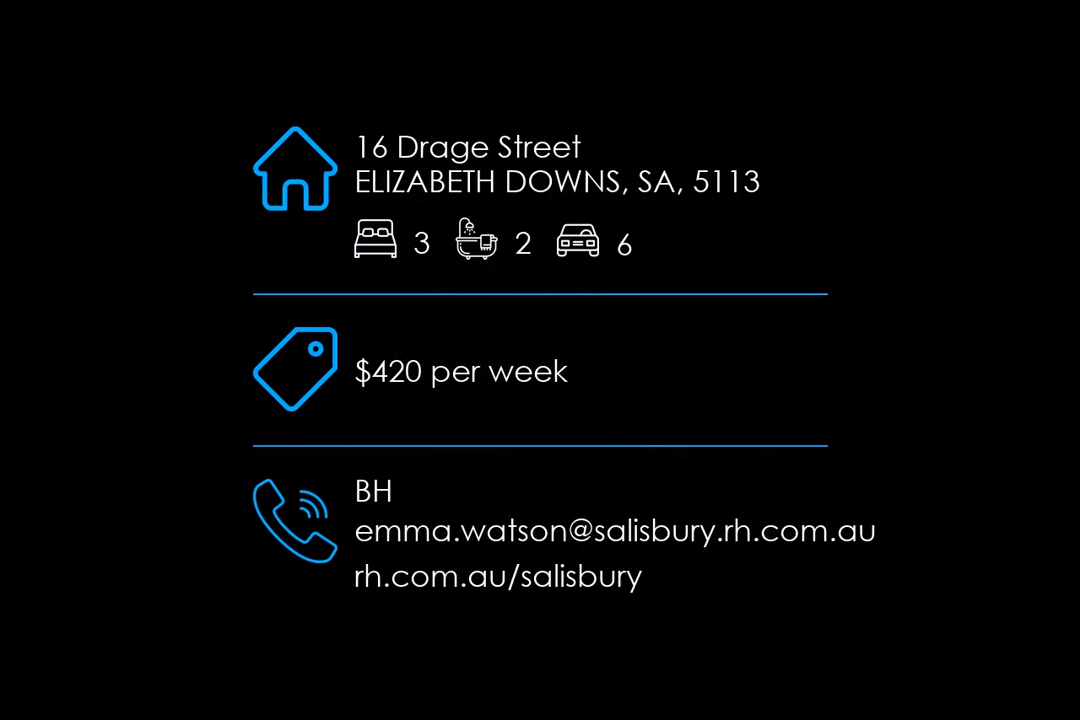 16 Drage Street
ELIZABETH DOWNS, SA, 5113
3 2 6
$420 per week
BH
emma.watson@salisbury.rh.com.au
rh.com.au/salisbury